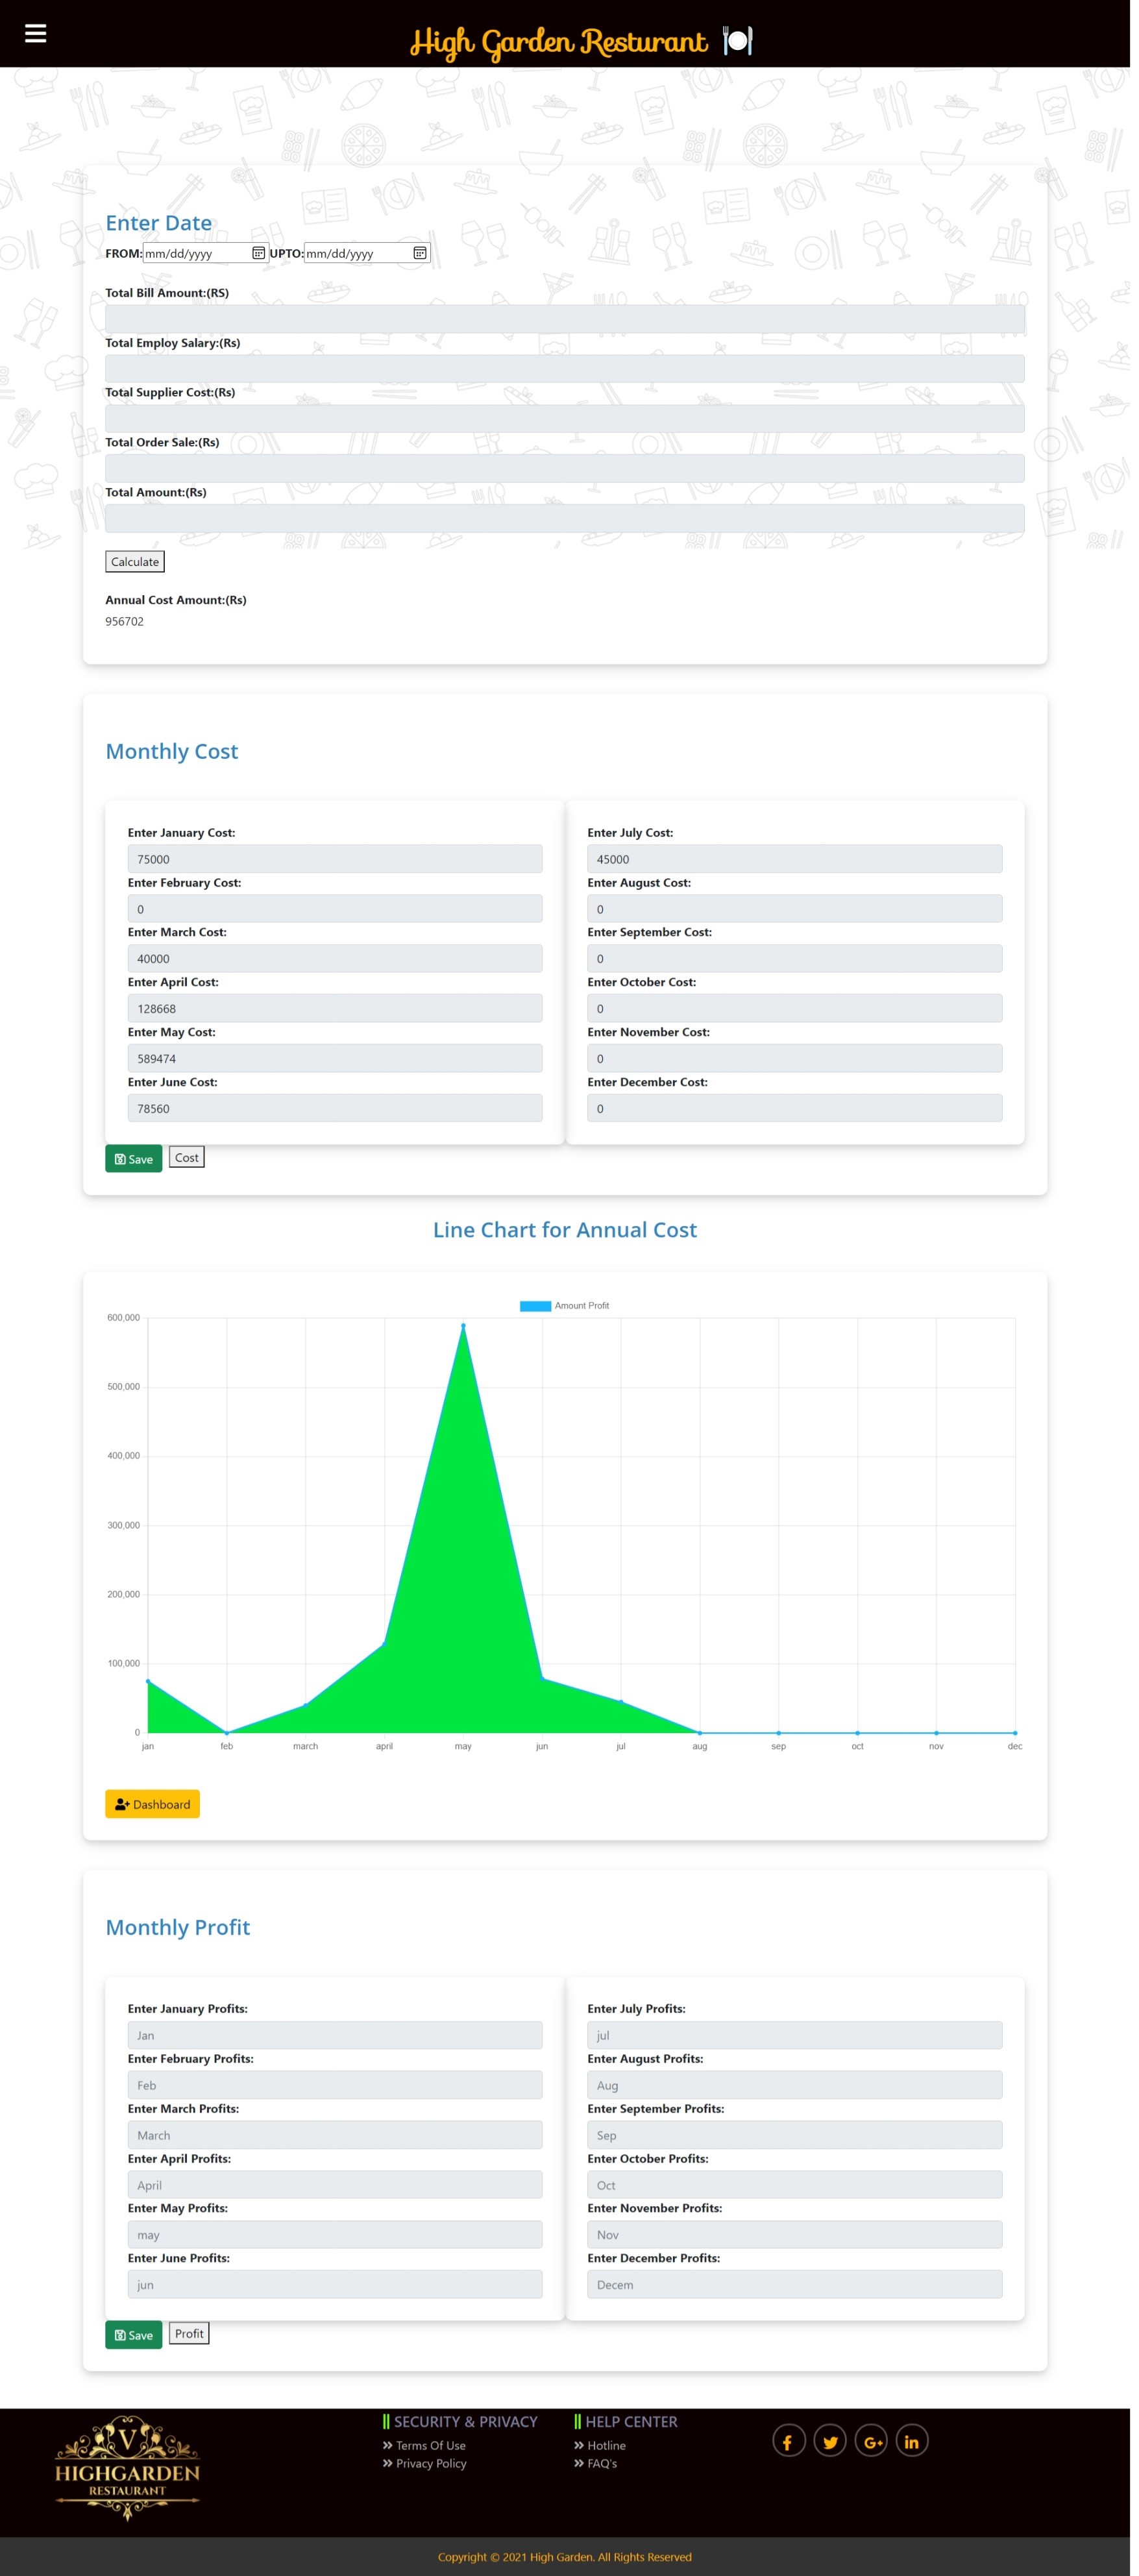 High Garden Resturant
Enter Date
FROM: mm/dd/yyyy UPTO: mm/dd/yyyy
Total Bill Amount:(RS)
Total Employ Salary:(Rs)
Total Supplier Cost:(Rs)
Total Order Sale:(Rs)
Total Amount:(Rs)
Calculate
Annual Cost Amount:(Rs)
956702
Monthly Cost
Enter January Cost:
75000
Enter February Cost:
0
Enter March Cost:
40000
Enter April Cost:
128668
Enter May Cost:
589474
Enter June Cost:
78560
Enter July Cost:
45000
Enter August Cost:
0
Enter September Cost:
0
Enter October Cost:
0
Enter November Cost:
0
Enter December Cost:
0
Save Cost
Line Chart for Annual Cost
Amount Profit
600,000
500,000
400,000
300,000
200,000
100,000
0
jan feb march april may jun jul aug sep oct nov dec
Dashboard
Monthly Profit
Enter January Profits:
Jan
Enter February Profits:
Feb
Enter March Profits:
March
Enter April Profits:
April
Enter May Profits:
may
Enter June Profits:
jun
Enter July Profits:
jul
Enter August Profits:
Aug
Enter September Profits:
Sep
Enter October Profits:
Oct
Enter November Profits:
Nov
Enter December Profits:
Decem
Save Profit
V
HIGHGARDEN
RESTAURANT
SECURITY & PRIVACY
Terms Of Use
Privacy Policy
HELP CENTER
Hotline
FAQ's
f G+ in
Copyright © 2021 High Garden. All Rights Reserved